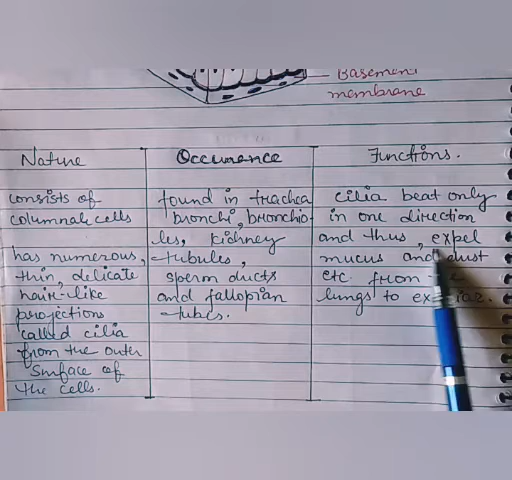 Basement
membrane
Nature
consists of
columnar cells
has numerous,
thin, delicate
hair-like
projections
called cilia
from the outer
Surface of
the cells.
Occurrence
found in trachea
bronchi, bronchio-
les, kidney
tubules,
sperm ducts
and fallopian
tubes.
Functions.
cilia beat only
in one direction
and thus, expel
mucus and dust
etc. from
lungs to